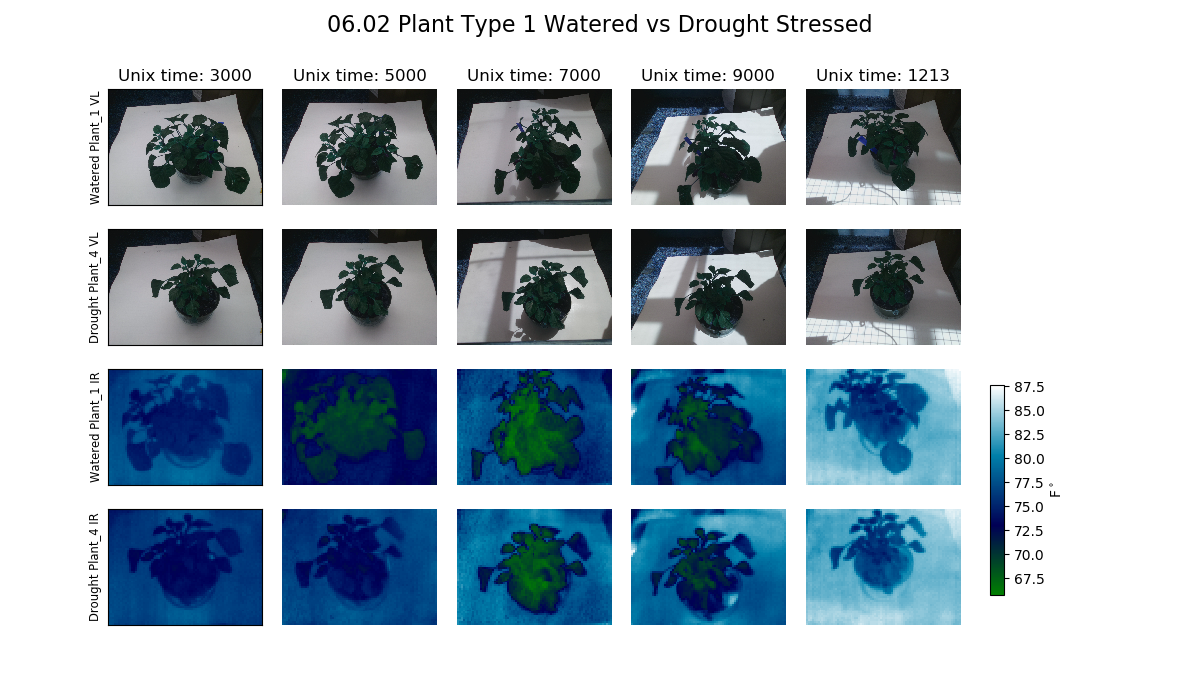 06.02 Plant Type 1 Watered vs Drought Stressed
Unix time: 3000
Unix time: 5000
Unix time: 7000
Unix time: 9000
Unix time: 1213
Watered Plant_1 VL
Drought Plant_4 VL
Watered Plant_1 IR
Drought Plant_4 IR
87.5
85.0
82.5
80.0
77.5
75.0
72.5
70.0
67.5
F°